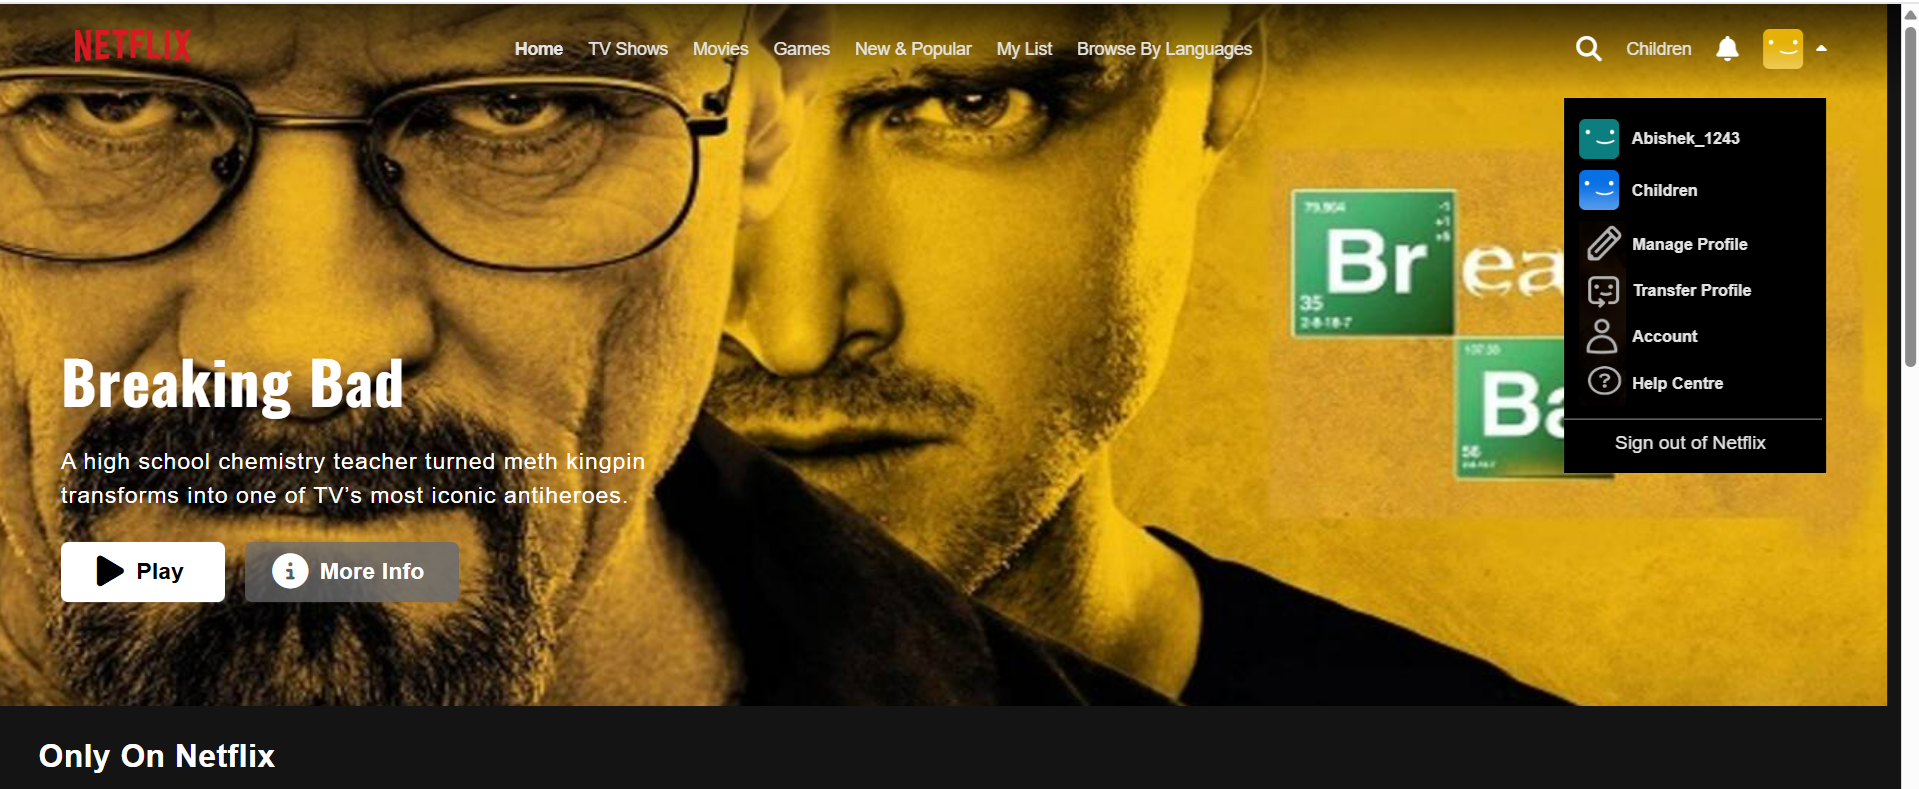 NETFLIX
Home TV Shows Movies Games New & Popular My List Browse By Languages
Children
Abishek_1243
Children
Manage Profile
Transfer Profile
Account
Help Centre
Sign out of Netflix
79.904
-1
+1
+5
Br ea
35
2-8-18-7
107.30
Ba
56
Breaking Bad
A high school chemistry teacher turned meth kingpin
transforms into one of TV’s most iconic antiheroes.
Play
More Info
Only On Netflix